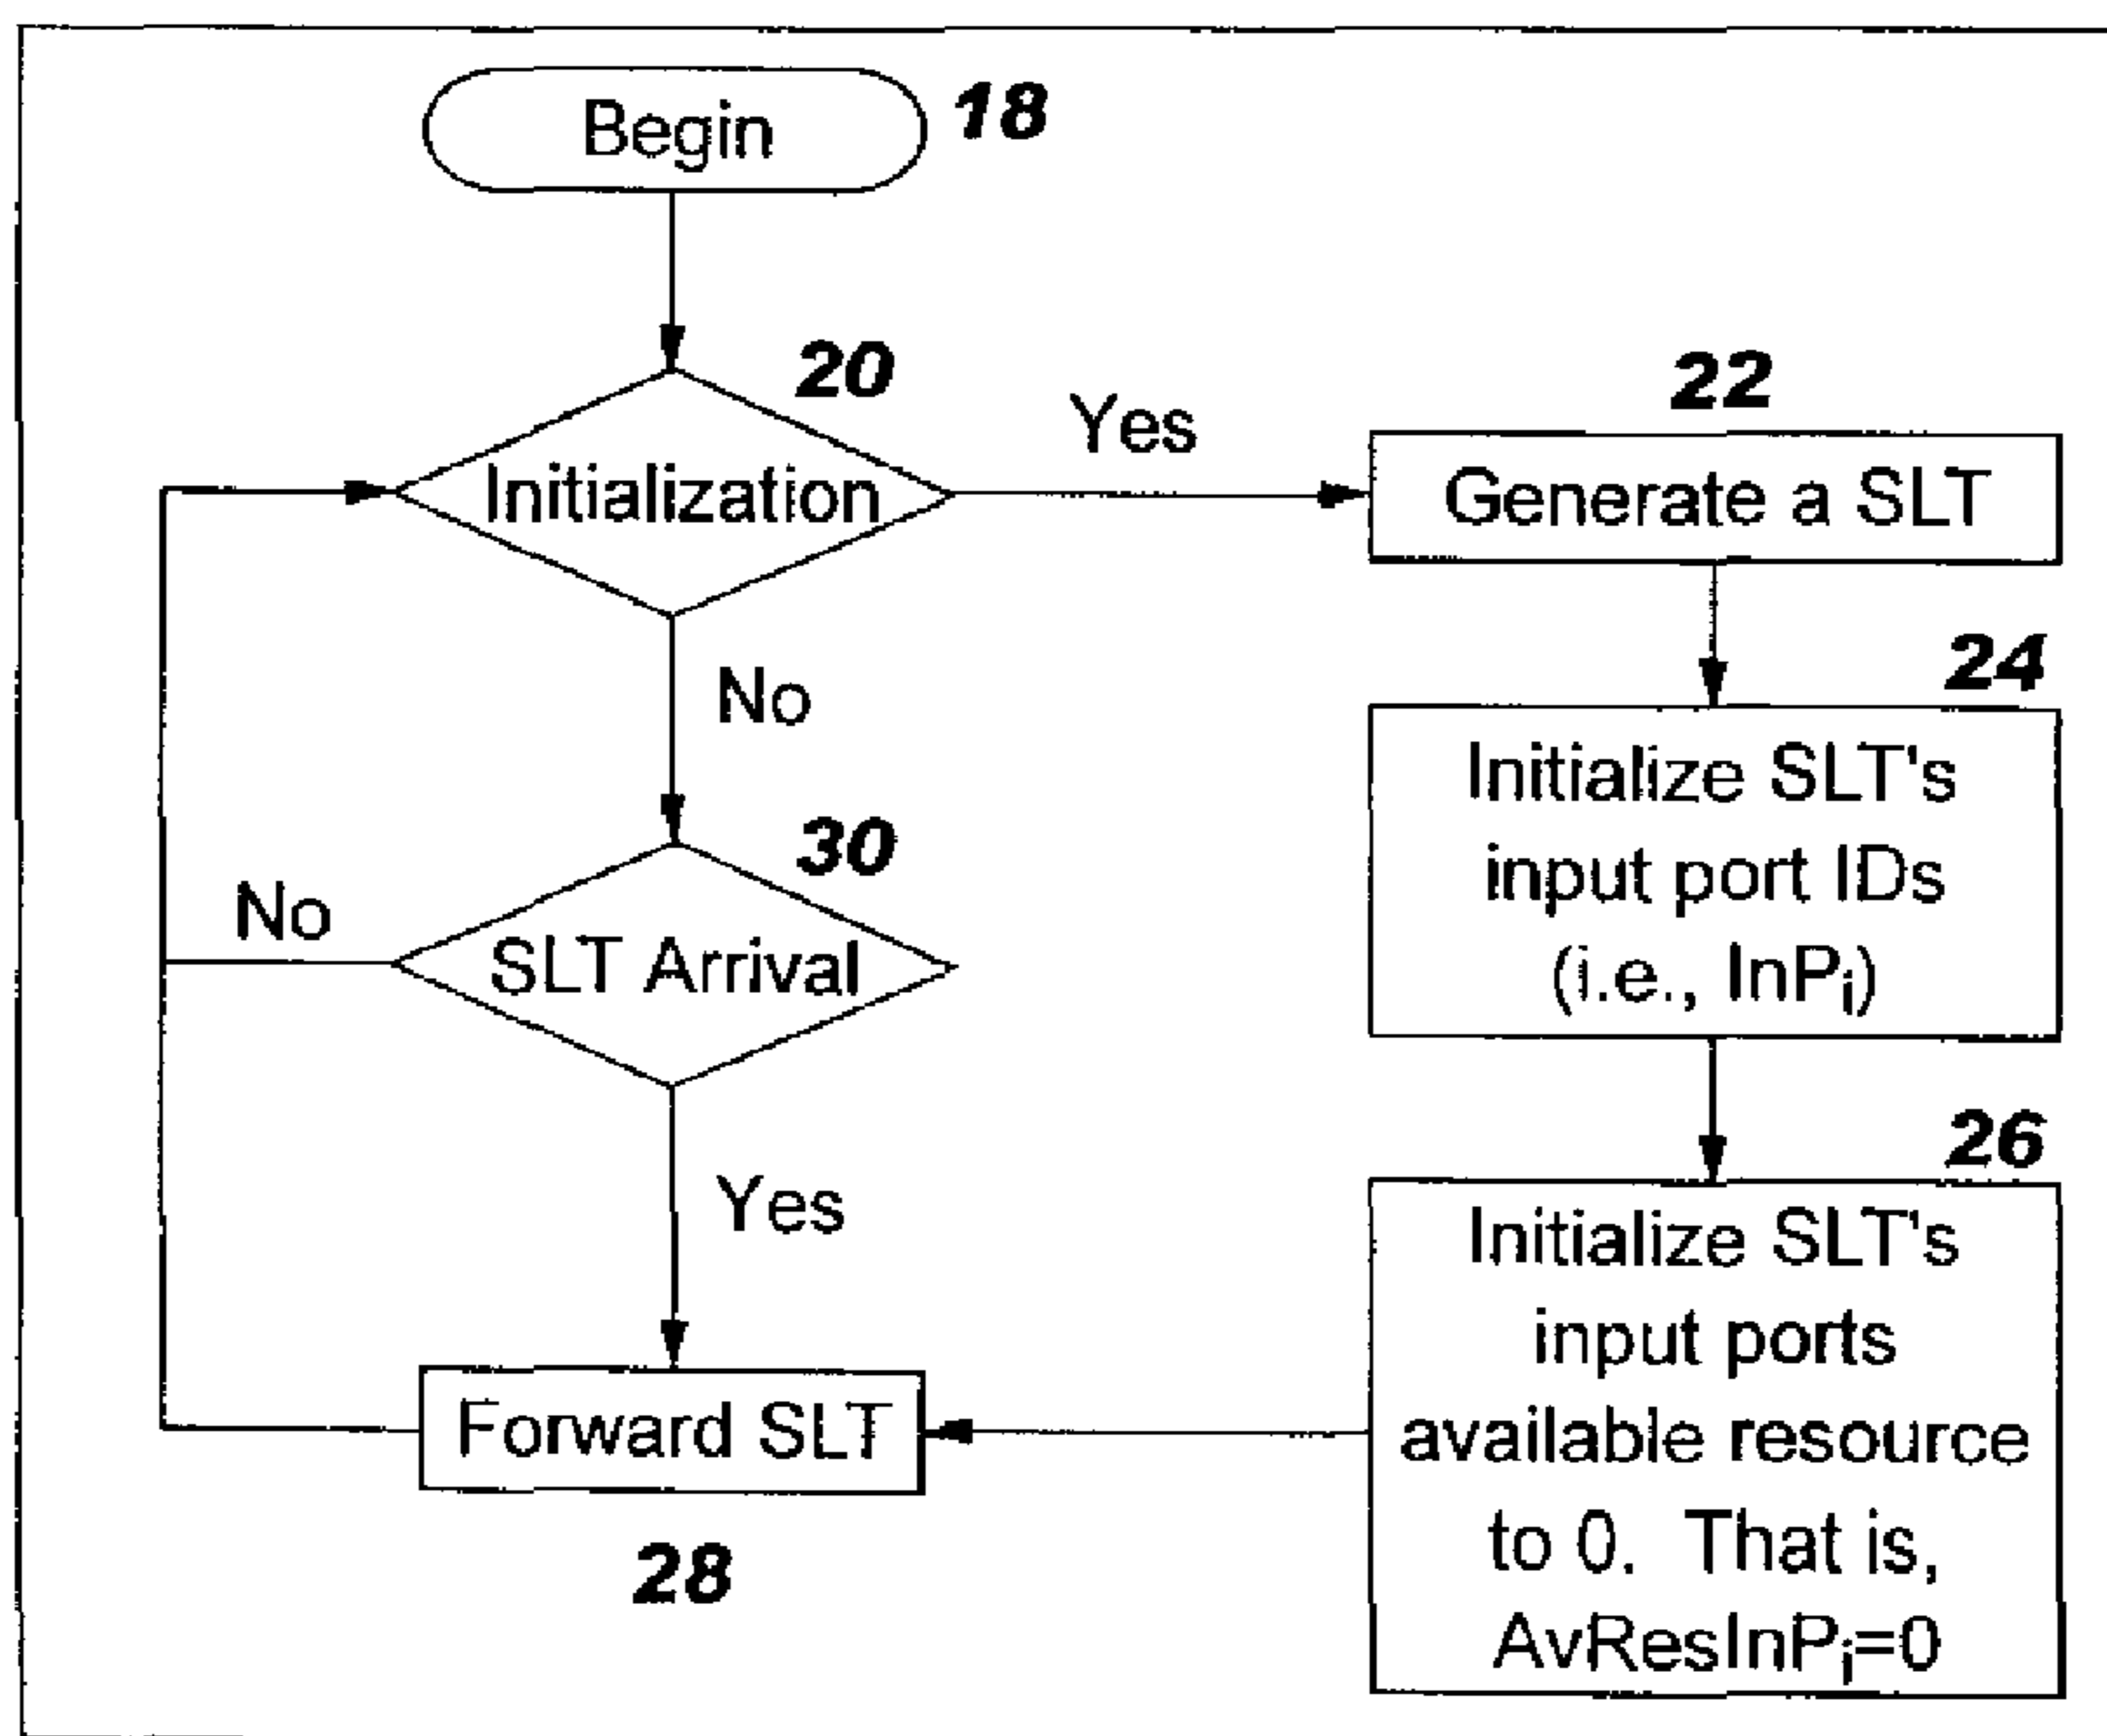 Begin
18
20
Initialization
Yes
22
Generate a SLT
No
24
Initialize SLT's
input port IDs
(i.e., InPᵢ)
30
SLT Arrival
No
Yes
26
Initialize SLT's
input ports
available resource
to 0. That is,
AvResInPᵢ=0
Forward SLT
28